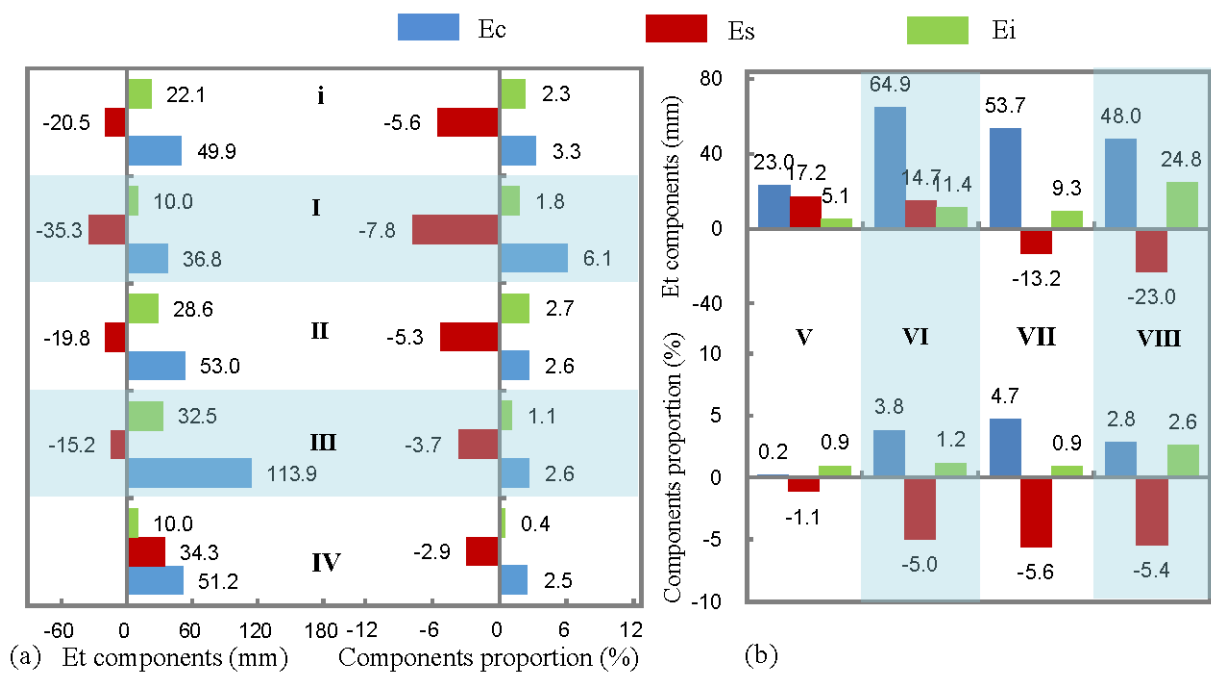 Ec Es Ei
i
22.1
-20.5
49.9
2.3
-5.6
3.3
I
10.0
-35.3
36.8
1.8
-7.8
6.1
II
28.6
-19.8
53.0
2.7
-5.3
2.6
III
32.5
-15.2
113.9
1.1
-3.7
2.6
IV
10.0
34.3
51.2
0.4
-2.9
2.5
-60 0 60 120 180 -12 -6 0 6 12
(a) Et components (mm) Components proportion (%)
Et components (mm)
80
40
0
-40
23.0 17.2 5.1
64.9 14.7 11.4
53.7 -13.2 9.3
48.0 -23.0 24.8
V VI VII VIII
Components proportion (%)
10
5
0
-5
-10
0.2 -1.1 0.9
3.8 -5.0 1.2
4.7 -5.6 0.9
2.8 -5.4 2.6
(b)